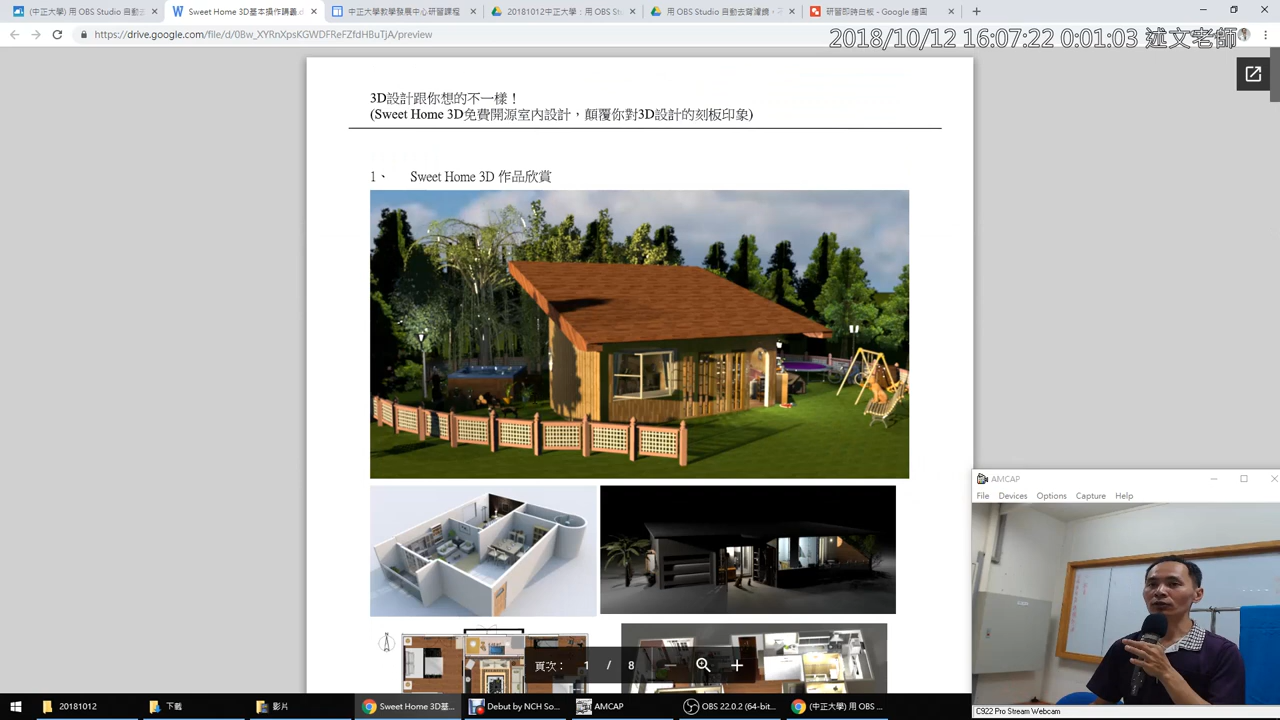 (中正大學) 用 OBS Studio 自動去
Sweet Home 3D基本操作講義.d
中正大學教學發展中心研習課程
20181012中正大學：用 OBS Stud
用 OBS Studio 自動去背濾鏡
研習即時白板 - Google 繪圖
https://drive.google.com/file/d/0Bw_XYRnXpsKGWDFReFZfdHBuTjA/preview
2018/10/12 16:07:22 0:01:03 述文老師
3D設計跟你想的不一樣！
(Sweet Home 3D免費開源室內設計，顛覆你對3D設計的刻板印象)
1、 Sweet Home 3D 作品欣賞
頁次： 1 / 8
AMCAP
File Devices Options Capture Help
C922 Pro Stream Webcam
20181012
下載
影片
Sweet Home 3D基...
Debut by NCH So...
AMCAP
OBS 22.0.2 (64-bit...
(中正大學) 用 OBS ...